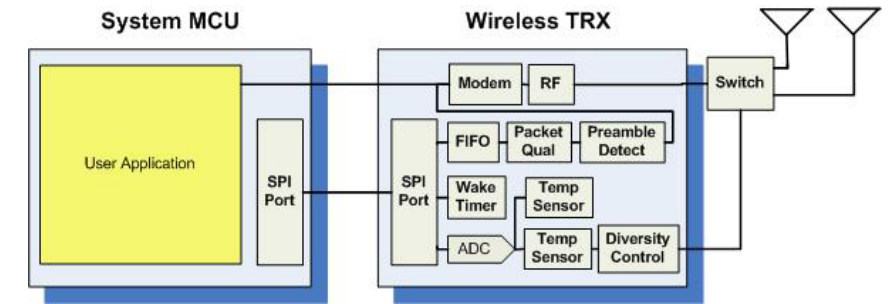 System MCU
Wireless TRX
User Application
SPI
Port
SPI
Port
Modem
RF
Switch
FIFO
Packet
Qual
Preamble
Detect
Wake
Timer
Temp
Sensor
ADC
Temp
Sensor
Diversity
Control